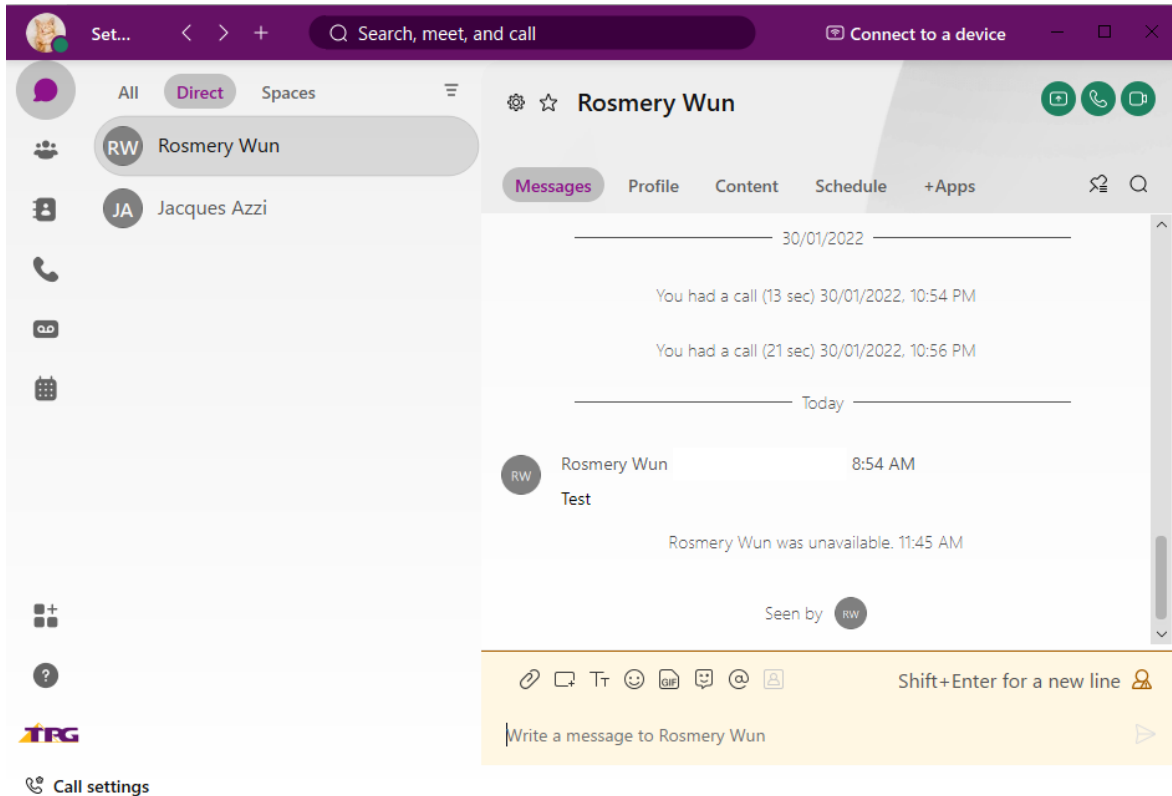 Set...
Search, meet, and call
Connect to a device
All Direct Spaces
RW Rosmery Wun
JA Jacques Azzi
Rosmery Wun
Messages Profile Content Schedule +Apps
30/01/2022
You had a call (13 sec) 30/01/2022, 10:54 PM
You had a call (21 sec) 30/01/2022, 10:56 PM
Today
RW Rosmery Wun 8:54 AM
Test
Rosmery Wun was unavailable. 11:45 AM
Seen by RW
GIF @ Shift+Enter for a new line
Write a message to Rosmery Wun
TPG
Call settings